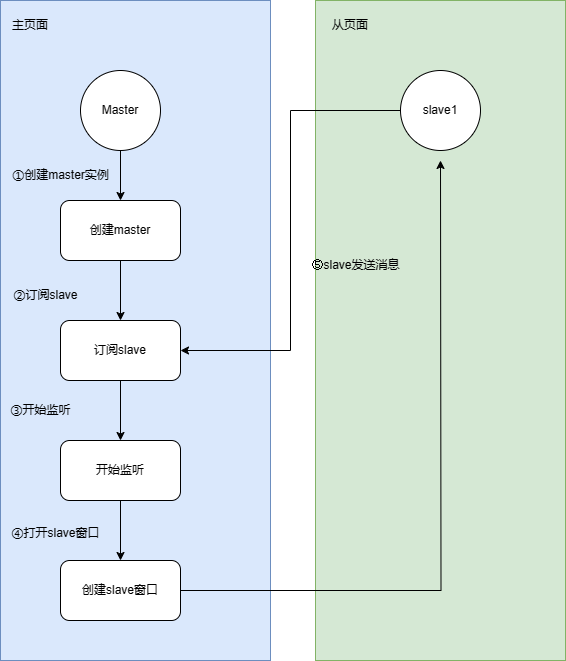 主页面
从页面
Master
slave1
①创建master实例
创建master
⑤slave发送消息
②订阅slave
订阅slave
③开始监听
开始监听
④打开slave窗口
创建slave窗口